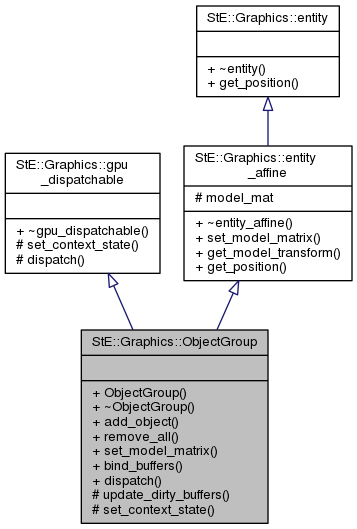 StE::Graphics::entity
+ ~entity()
+ get_position()
StE::Graphics::gpu
_dispatchable
+ ~gpu_dispatchable()
# set_context_state()
# dispatch()
StE::Graphics::entity
_affine
# model_mat
+ ~entity_affine()
+ set_model_matrix()
+ get_model_transform()
+ get_position()
StE::Graphics::ObjectGroup
+ ObjectGroup()
+ ~ObjectGroup()
+ add_object()
+ remove_all()
+ set_model_matrix()
+ bind_buffers()
+ dispatch()
# update_dirty_buffers()
# set_context_state()